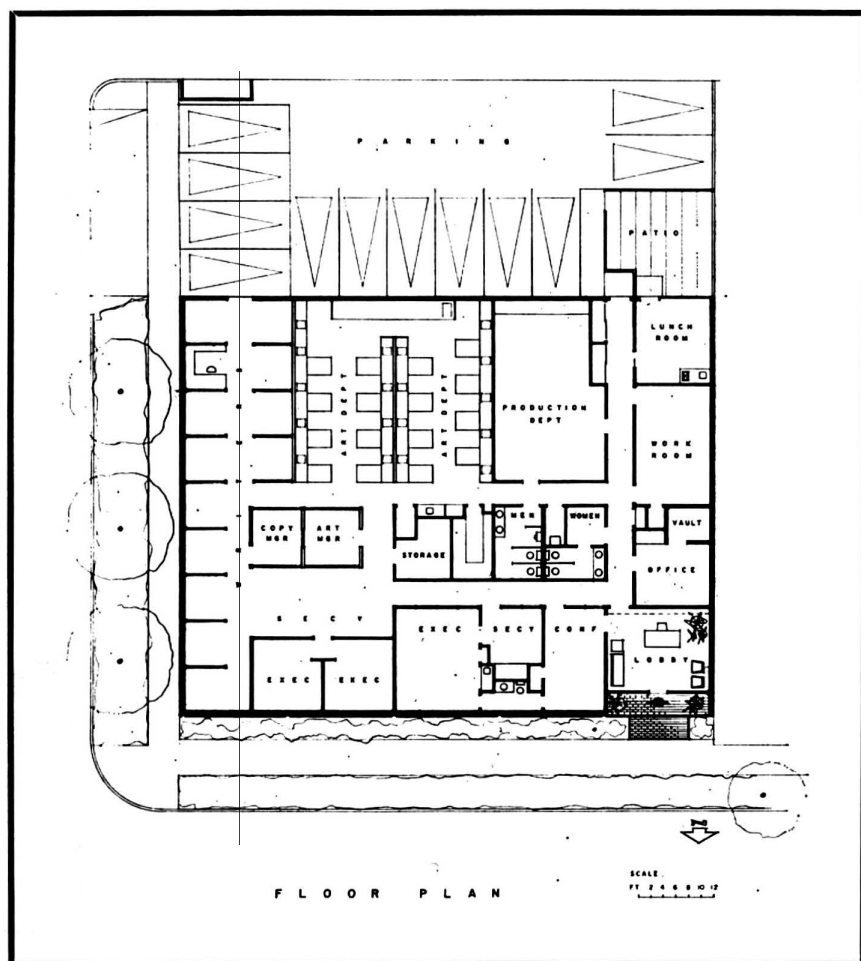 PARKING
PATIO
LUNCH
ROOM
ART DEPT
ART DEPT
PRODUCTION
DEPT
WORK
ROOM
COPY
MGR
ART
MGR
MEN
WOMEN
VAULT
STORAGE
OFFICE
SECY
EXEC
SECY
CONF
LOBBY
EXEC
EXEC
N
SCALE
FT 2 4 6 8 10 12
FLOOR PLAN